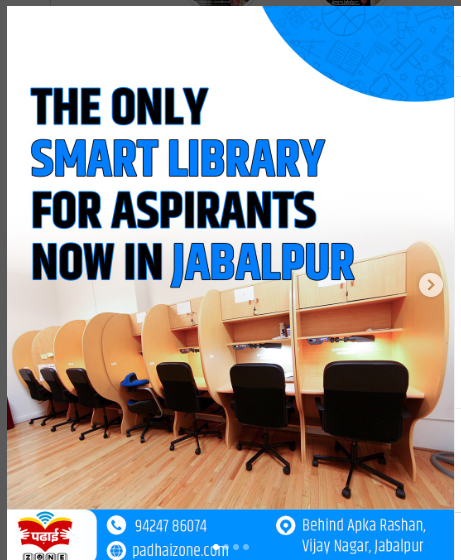 THE ONLY
SMART LIBRARY
FOR ASPIRANTS
NOW IN JABALPUR
पढाई
ZONE
94247 86074
padhaizone.com
Behind Apka Rashan,
Vijay Nagar, Jabalpur